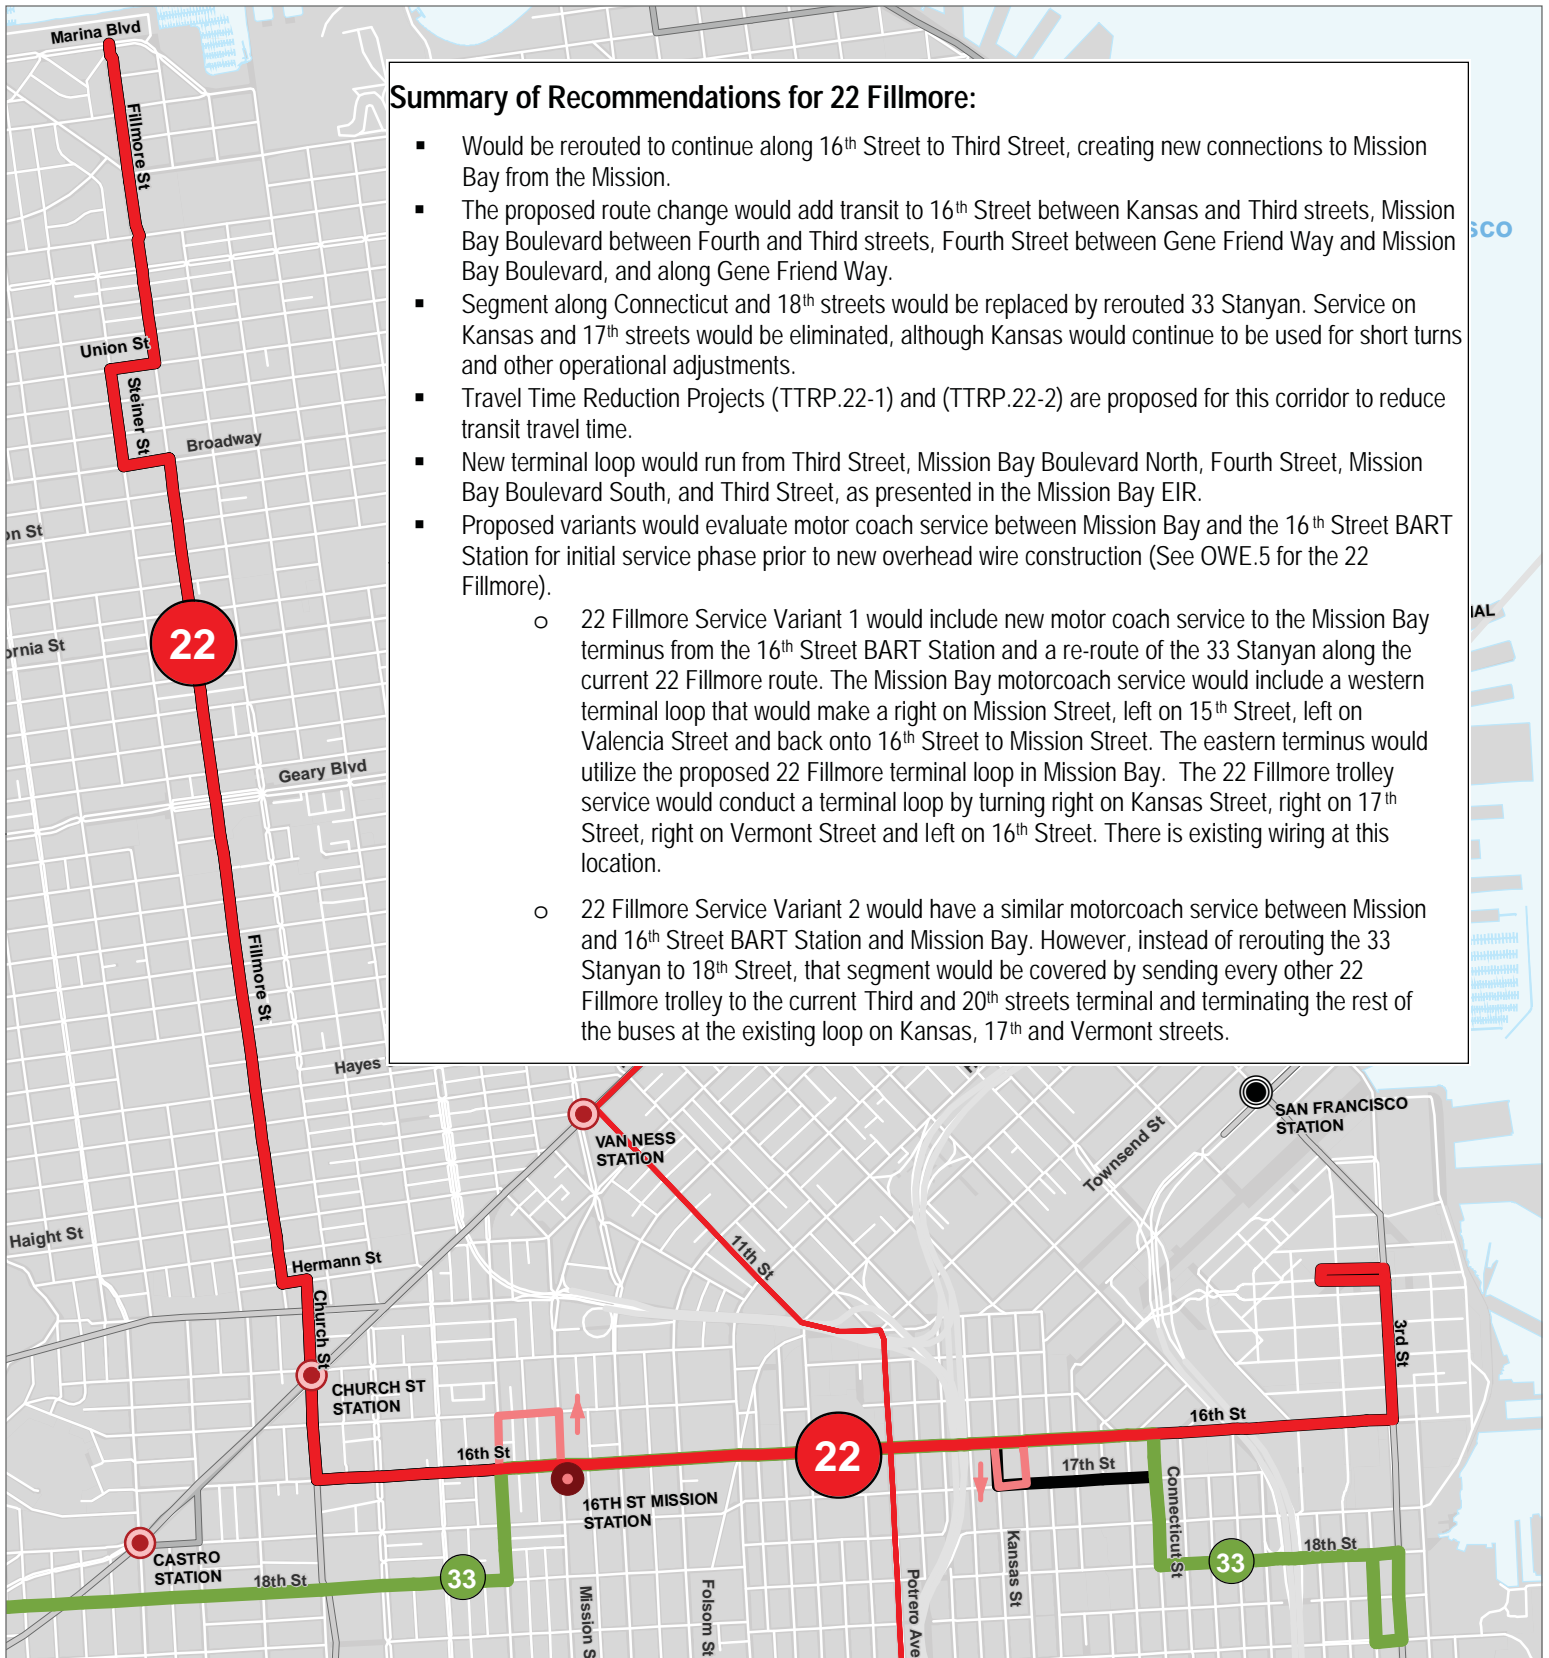 Marina Blvd
Fillmore St
Summary of Recommendations for 22 Fillmore:
▪ Would be rerouted to continue along 16th Street to Third Street, creating new connections to Mission
Bay from the Mission.
▪ The proposed route change would add transit to 16th Street between Kansas and Third streets, Mission
Bay Boulevard between Fourth and Third streets, Fourth Street between Gene Friend Way and Mission
Bay Boulevard, and along Gene Friend Way.
▪ Segment along Connecticut and 18th streets would be replaced by rerouted 33 Stanyan. Service on
Kansas and 17th streets would be eliminated, although Kansas would continue to be used for short turns
and other operational adjustments.
▪ Travel Time Reduction Projects (TTRP.22-1) and (TTRP.22-2) are proposed for this corridor to reduce
transit travel time.
▪ New terminal loop would run from Third Street, Mission Bay Boulevard North, Fourth Street, Mission
Bay Boulevard South, and Third Street, as presented in the Mission Bay EIR.
▪ Proposed variants would evaluate motor coach service between Mission Bay and the 16th Street BART
Station for initial service phase prior to new overhead wire construction (See OWE.5 for the 22
Fillmore).
o 22 Fillmore Service Variant 1 would include new motor coach service to the Mission Bay
terminus from the 16th Street BART Station and a re-route of the 33 Stanyan along the
current 22 Fillmore route. The Mission Bay motorcoach service would include a western
terminal loop that would make a right on Mission Street, left on 15th Street, left on
Valencia Street and back onto 16th Street to Mission Street. The eastern terminus would
utilize the proposed 22 Fillmore terminal loop in Mission Bay. The 22 Fillmore trolley
service would conduct a terminal loop by turning right on Kansas Street, right on 17th
Street, right on Vermont Street and left on 16th Street. There is existing wiring at this
location.
o 22 Fillmore Service Variant 2 would have a similar motorcoach service between Mission
and 16th Street BART Station and Mission Bay. However, instead of rerouting the 33
Stanyan to 18th Street, that segment would be covered by sending every other 22
Fillmore trolley to the current Third and 20th streets terminal and terminating the rest of
the buses at the existing loop on Kansas, 17th and Vermont streets.
sco
Union St
Steiner St
Broadway
on St
22
ornia St
IAL
Geary Blvd
Fillmore St
Hayes
VAN NESS
STATION
SAN FRANCISCO
STATION
Townsend St
Haight St
Hermann St
11th St
Church St
3rd St
CHURCH ST
STATION
16th St
22
16th St
16TH ST MISSION
STATION
17th St
Connecticut St
Kansas St
CASTRO
STATION
18th St
33
Mission S
Folsom St
Potrero Ave
33
18th St